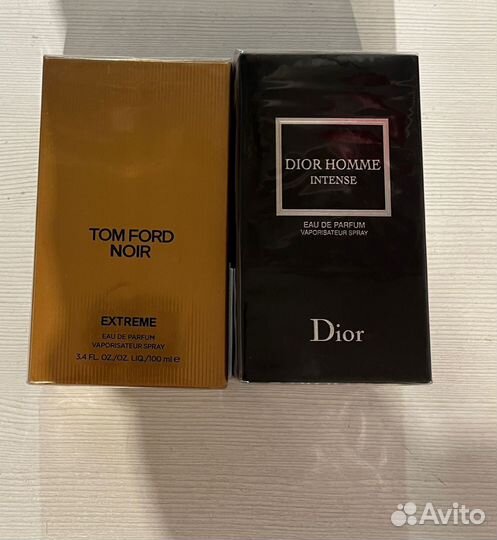 TOM FORD
NOIR
EXTREME
EAU DE PARFUM
VAPORISATEUR SPRAY
3.4 FL. OZ./OZ. LIQ./100 ml e
DIOR HOMME
INTENSE
EAU DE PARFUM
VAPORISATEUR SPRAY
Dior
Avito